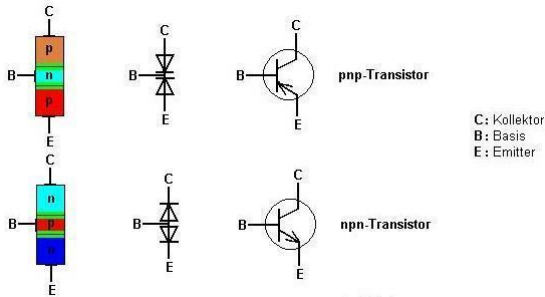 C
p
B n
p
E
C
B
E
C
B
E
pnp-Transistor
C: Kollektor
B: Basis
E: Emitter
C
n
B p
n
E
C
B
E
C
B
E
npn-Transistor